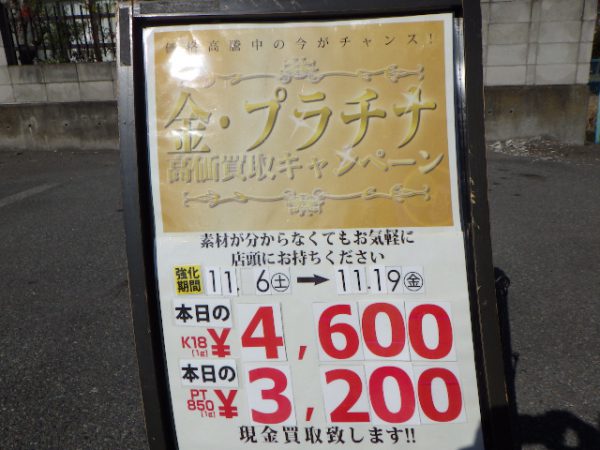 価格高騰中の今がチャンス!
金・プラチナ
高価買取キャンペーン
素材が分からなくてもお気軽に
店頭にお持ちください
強化期間 11. 6(土) → 11.19(金)
本日の
K18 (1g) ¥4,600
本日の
PT850 (1g) ¥3,200
現金買取致します!!